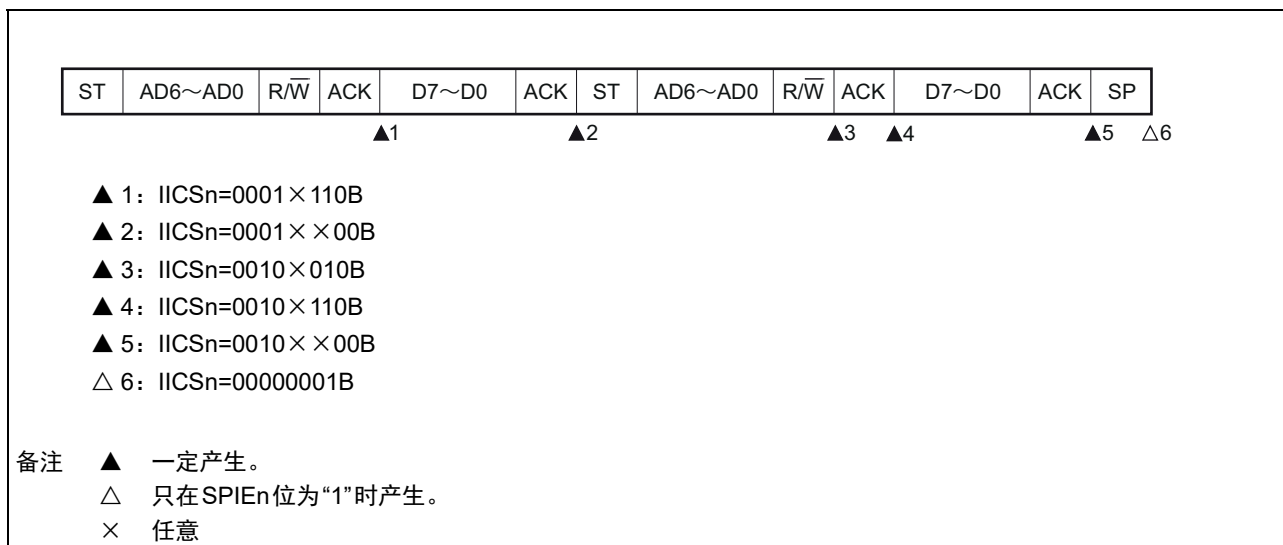 ST AD6～AD0 R/W̅ ACK D7～D0 ACK ST AD6～AD0 R/W̅ ACK D7～D0 ACK SP
▲1 ▲2 ▲3 ▲4 ▲5 △6
▲ 1：IICSn=0001×110B
▲ 2：IICSn=0001××00B
▲ 3：IICSn=0010×010B
▲ 4：IICSn=0010×110B
▲ 5：IICSn=0010××00B
△ 6：IICSn=00000001B
备注 ▲ 一定产生。
△ 只在SPIEn位为“1”时产生。
× 任意